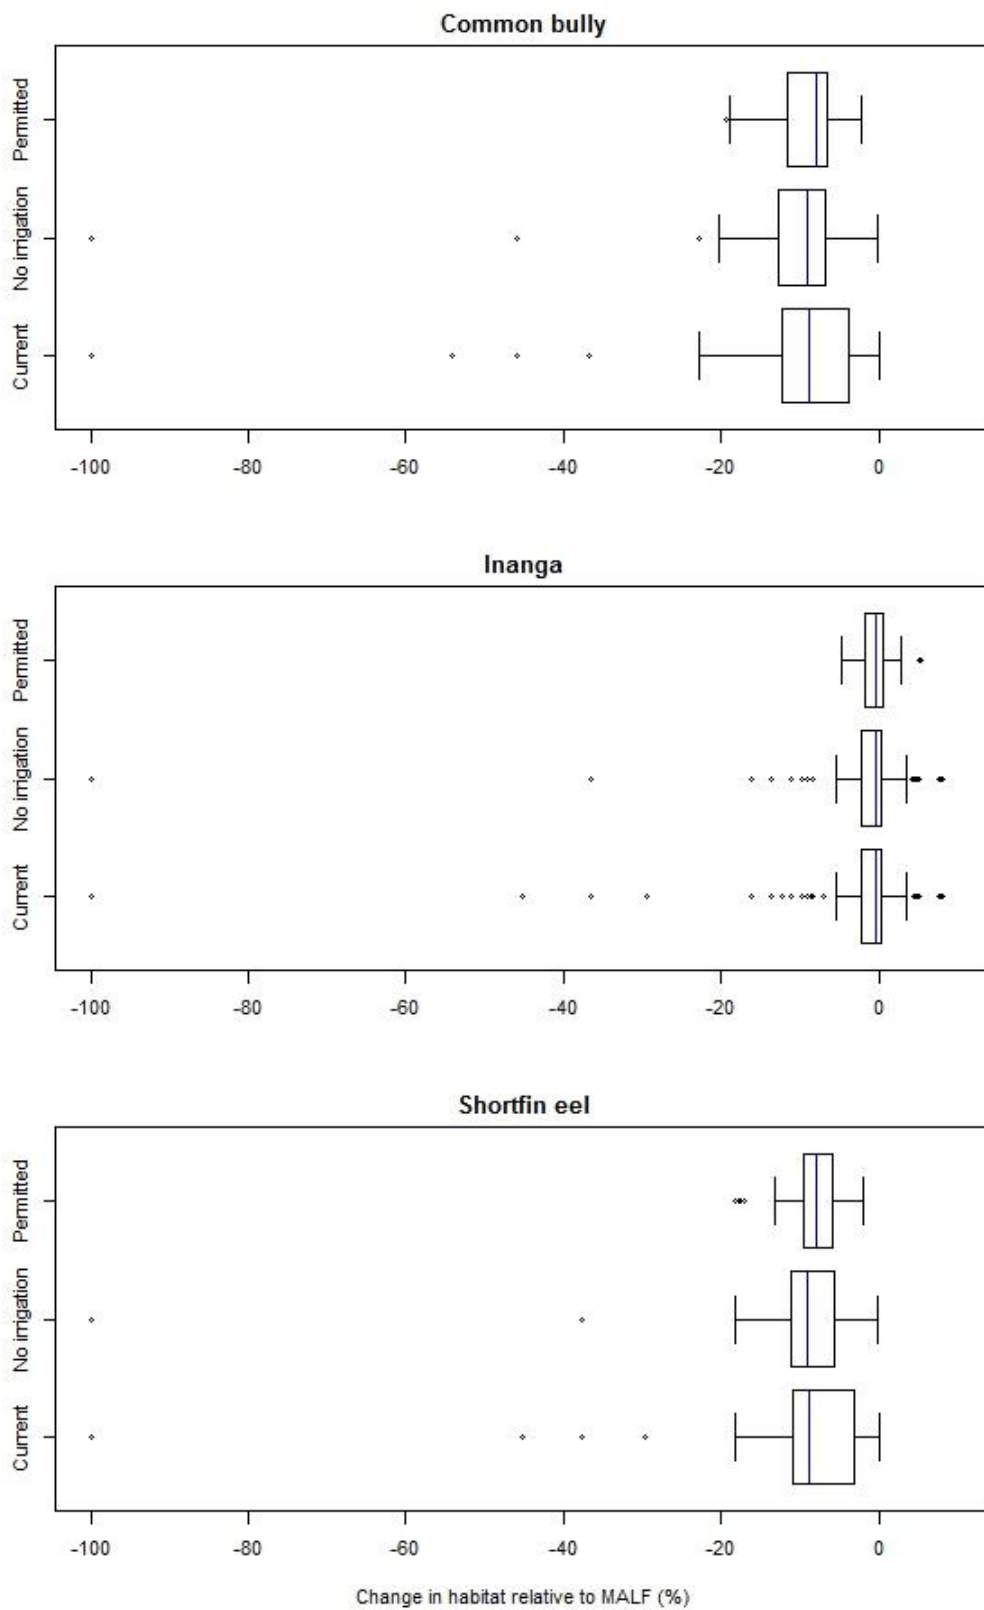 Common bully
Permitted
No irrigation
Current
-100 -80 -60 -40 -20 0
Inanga
Permitted
No irrigation
Current
-100 -80 -60 -40 -20 0
Shortfin eel
Permitted
No irrigation
Current
-100 -80 -60 -40 -20 0
Change in habitat relative to MALF (%)